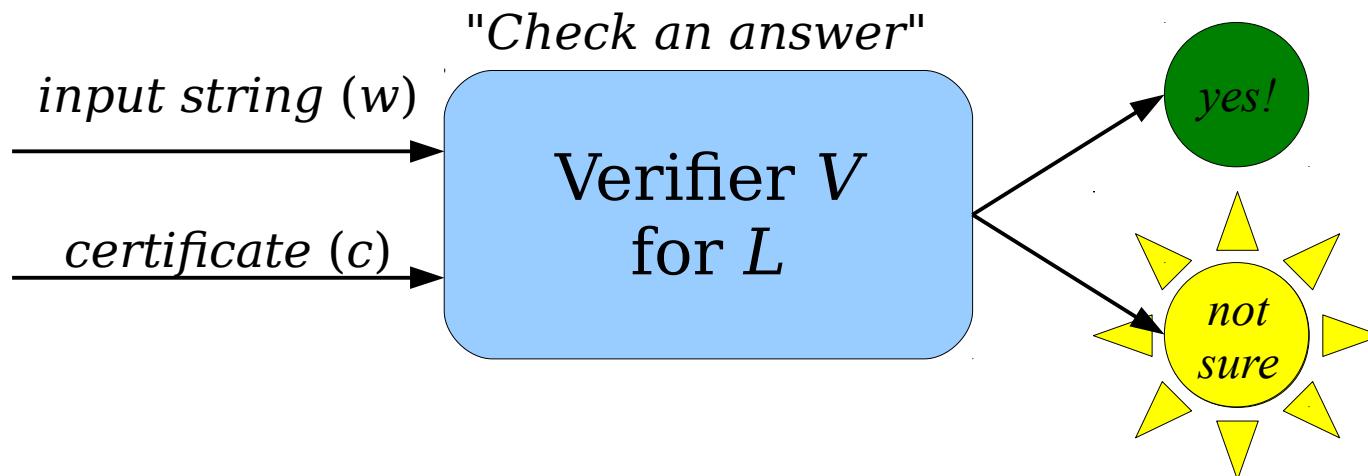 "Check an answer"
input string (w)
certificate (c)
Verifier V
for L
yes!
not
sure